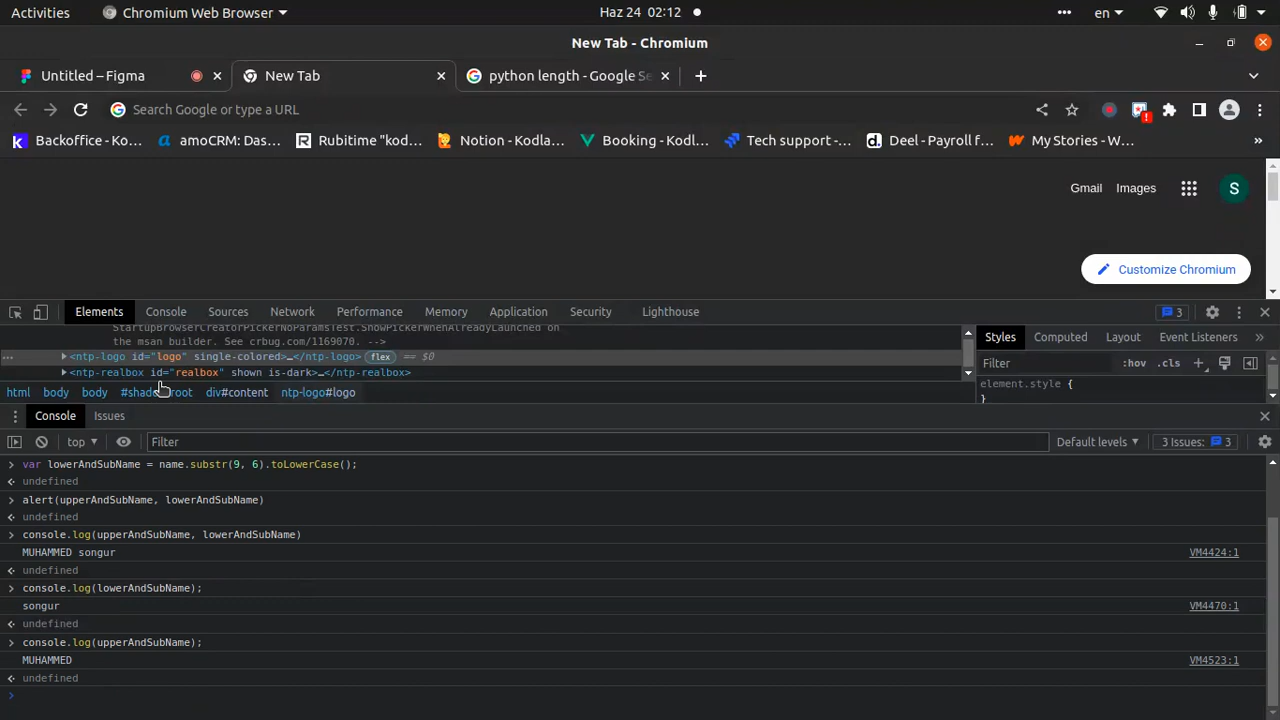 Activities Chromium Web Browser Haz 24 02:12 en
New Tab - Chromium
Untitled – Figma New Tab python length - Google Se
Search Google or type a URL
Backoffice - Ko... amoCRM: Das... Rubitime "kod... Notion - Kodla... Booking - Kodl... Tech support -... Deel - Payroll f... My Stories - W... »
Gmail Images S
Customize Chromium
Elements Console Sources Network Performance Memory Application Security Lighthouse 3
StartupBrowserCreatorPickerNoParamsTest.ShowPickerWhenAlreadyLaunched on
the msan builder. See crbug.com/1169070. -->
<ntp-logo id="logo" single-colored>…</ntp-logo> flex == $0
<ntp-realbox id="realbox" shown is-dark>…</ntp-realbox>
html body body #shadow-root div#content ntp-logo#logo
Styles Computed Layout Event Listeners »
Filter :hov .cls
element.style {
}
Console Issues
top Filter Default levels 3 Issues: 3
var lowerAndSubName = name.substr(9, 6).toLowerCase();
undefined
alert(upperAndSubName, lowerAndSubName)
undefined
console.log(upperAndSubName, lowerAndSubName)
MUHAMMED songur VM4424:1
undefined
console.log(lowerAndSubName);
songur VM4470:1
undefined
console.log(upperAndSubName);
MUHAMMED VM4523:1
undefined